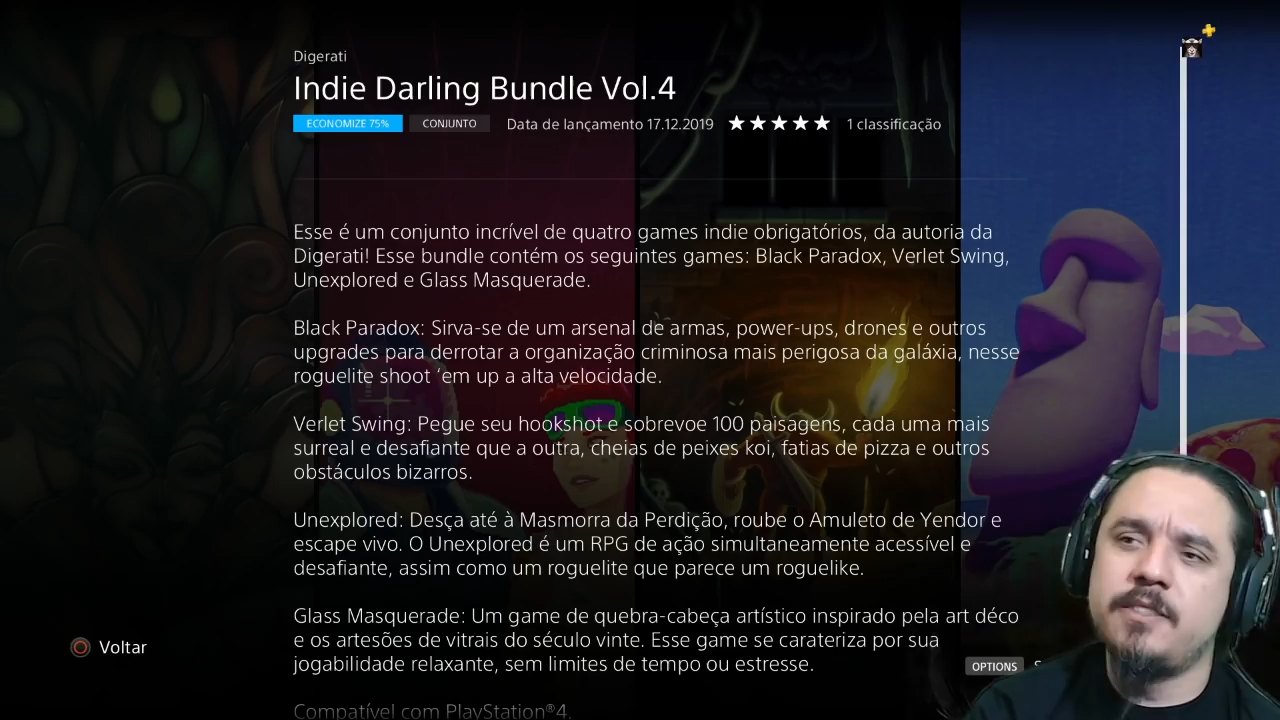 Digerati
Indie Darling Bundle Vol.4
ECONOMIZE 75%
CONJUNTO
Data de lançamento 17.12.2019
1 classificação
Esse é um conjunto incrível de quatro games indie obrigatórios, da autoria da
Digerati! Esse bundle contém os seguintes games: Black Paradox, Verlet Swing,
Unexplored e Glass Masquerade.
Black Paradox: Sirva-se de um arsenal de armas, power-ups, drones e outros
upgrades para derrotar a organização criminosa mais perigosa da galáxia, nesse
roguelite shoot ‘em up a alta velocidade.
Verlet Swing: Pegue seu hookshot e sobrevoe 100 paisagens, cada uma mais
surreal e desafiante que a outra, cheias de peixes koi, fatias de pizza e outros
obstáculos bizarros.
Unexplored: Desça até à Masmorra da Perdição, roube o Amuleto de Yendor e
escape vivo. O Unexplored é um RPG de ação simultaneamente acessível e
desafiante, assim como um roguelite que parece um roguelike.
Glass Masquerade: Um game de quebra-cabeça artístico inspirado pela art déco
e os artesões de vitrais do século vinte. Esse game se carateriza por sua
jogabilidade relaxante, sem limites de tempo ou estresse.
Voltar
OPTIONS
Compatível com PlayStation®4.